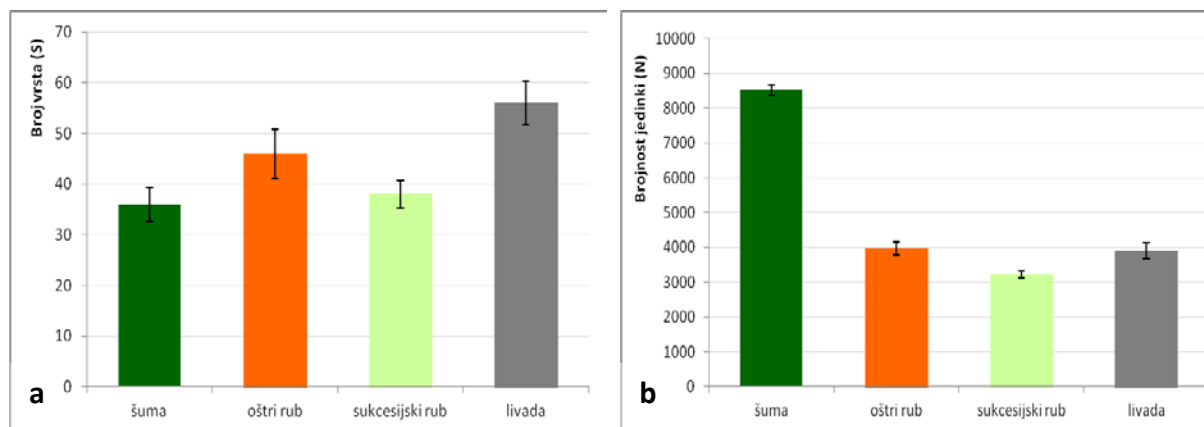 Broj vrsta (S)
70
60
50
40
30
20
10
0
šuma
oštri rub
sukcesijski rub
livada
a
Brojnost jedinki (N)
10000
9000
8000
7000
6000
5000
4000
3000
2000
1000
0
šuma
oštri rub
sukcesijski rub
livada
b